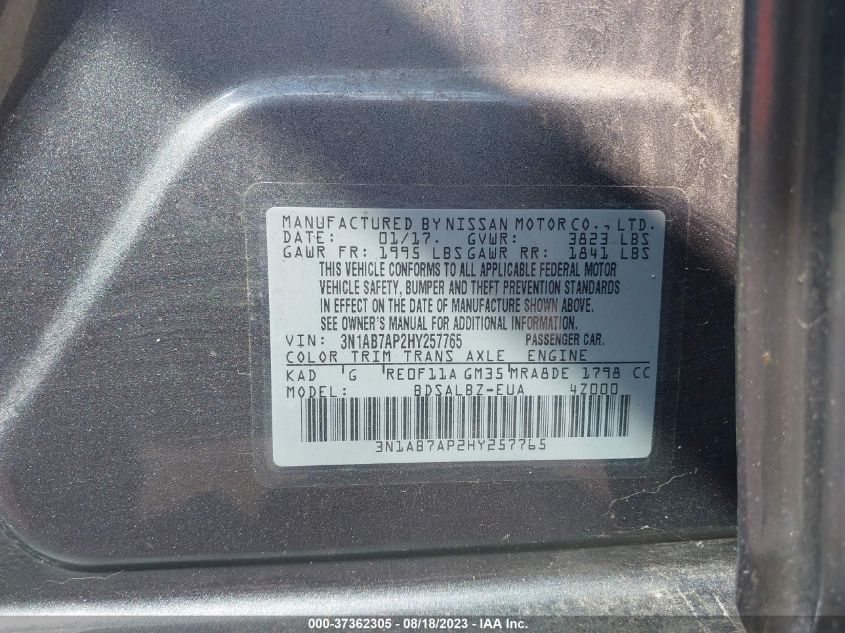 MANUFACTURED BY NISSAN MOTOR CO., LTD.
DATE: 01/17. GVWR: 3823 LBS
GAWR FR: 1995 LBS GAWR RR: 1841 LBS
THIS VEHICLE CONFORMS TO ALL APPLICABLE FEDERAL MOTOR
VEHICLE SAFETY, BUMPER AND THEFT PREVENTION STANDARDS
IN EFFECT ON THE DATE OF MANUFACTURE SHOWN ABOVE.
SEE OWNER'S MANUAL FOR ADDITIONAL INFORMATION.
VIN: 3N1AB7AP2HY257765 PASSENGER CAR.
COLOR TRIM TRANS AXLE ENGINE
KAD G RE0F11A GM35 MRA8DE 1798 CC
MODEL: BDSALBZ-EUA 4Z000
3N1AB7AP2HY257765
000-37362305 - 08/18/2023 - © IAA, LLC